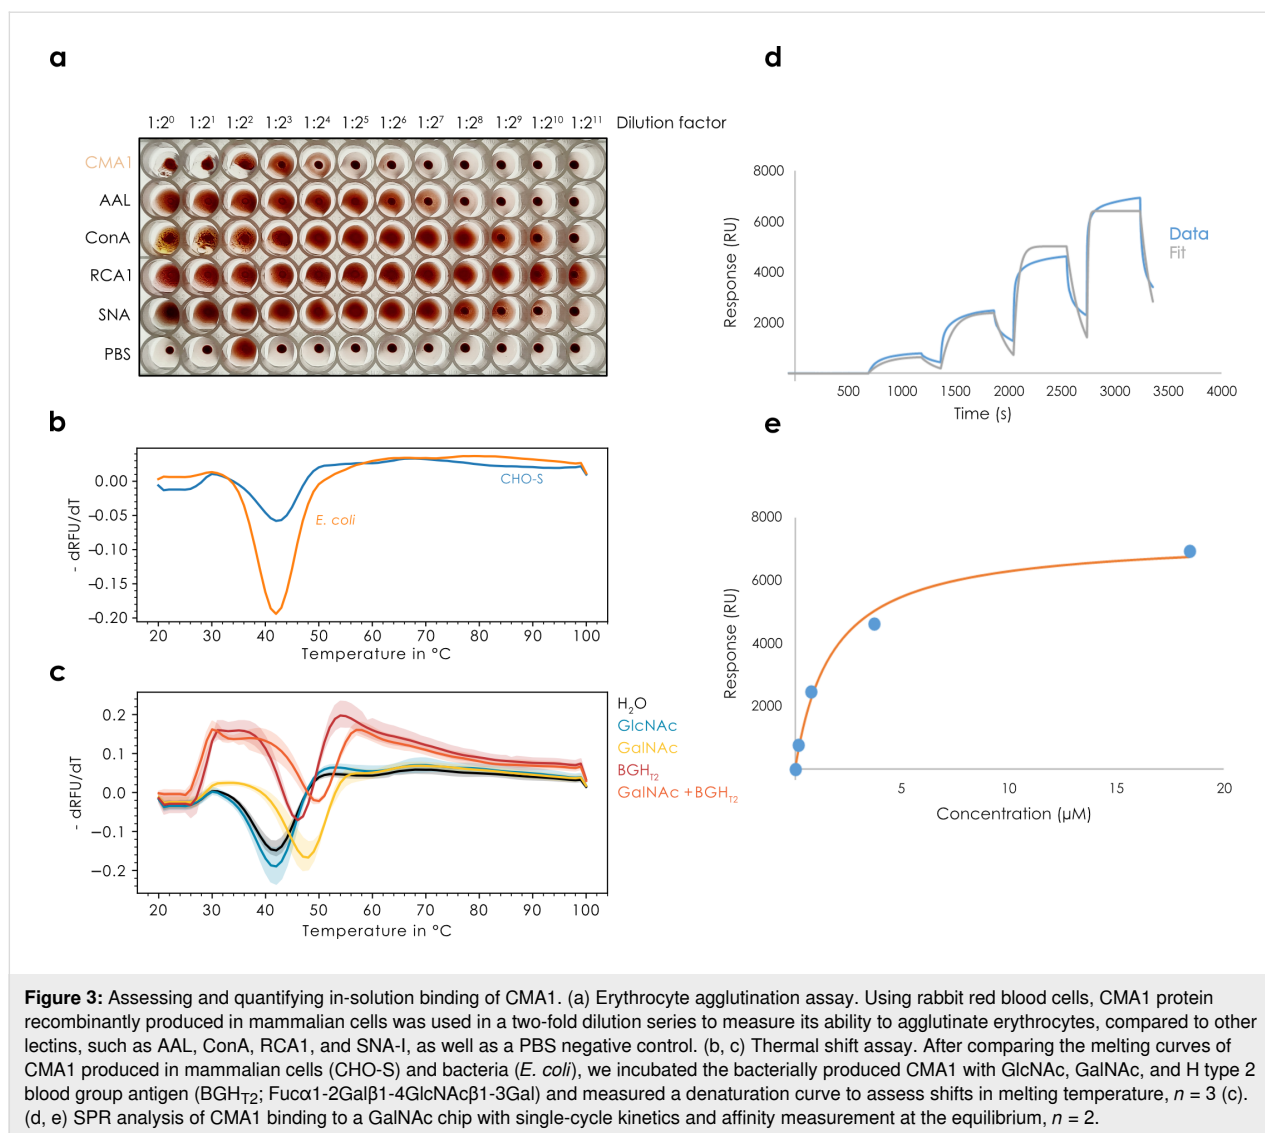 a
1:2⁰ 1:2¹ 1:2² 1:2³ 1:2⁴ 1:2⁵ 1:2⁶ 1:2⁷ 1:2⁸ 1:2⁹ 1:2¹⁰ 1:2¹¹ Dilution factor
CMA1
AAL
ConA
RCA1
SNA
PBS
b
0.00
−0.05
−0.10
−0.15
−0.20
- dRFU/dT
CHO-S
E. coli
20 30 40 50 60 70 80 90 100
Temperature in °C
c
0.2
0.1
0.0
−0.1
−0.2
- dRFU/dT
H₂O
GlcNAc
GalNAc
BGH_T2
GalNAc +BGH_T2
20 30 40 50 60 70 80 90 100
Temperature in °C
d
8000
6000
4000
2000
Response (RU)
Data
Fit
500 1000 1500 2000 2500 3000 3500 4000
Time (s)
e
8000
6000
4000
2000
Response (RU)
5 10 15 20
Concentration (µM)
Figure 3: Assessing and quantifying in-solution binding of CMA1. (a) Erythrocyte agglutination assay. Using rabbit red blood cells, CMA1 protein
recombinantly produced in mammalian cells was used in a two-fold dilution series to measure its ability to agglutinate erythrocytes, compared to other
lectins, such as AAL, ConA, RCA1, and SNA-I, as well as a PBS negative control. (b, c) Thermal shift assay. After comparing the melting curves of
CMA1 produced in mammalian cells (CHO-S) and bacteria (E. coli), we incubated the bacterially produced CMA1 with GlcNAc, GalNAc, and H type 2
blood group antigen (BGH_T2; Fucα1-2Galβ1-4GlcNAcβ1-3Gal) and measured a denaturation curve to assess shifts in melting temperature, n = 3 (c).
(d, e) SPR analysis of CMA1 binding to a GalNAc chip with single-cycle kinetics and affinity measurement at the equilibrium, n = 2.